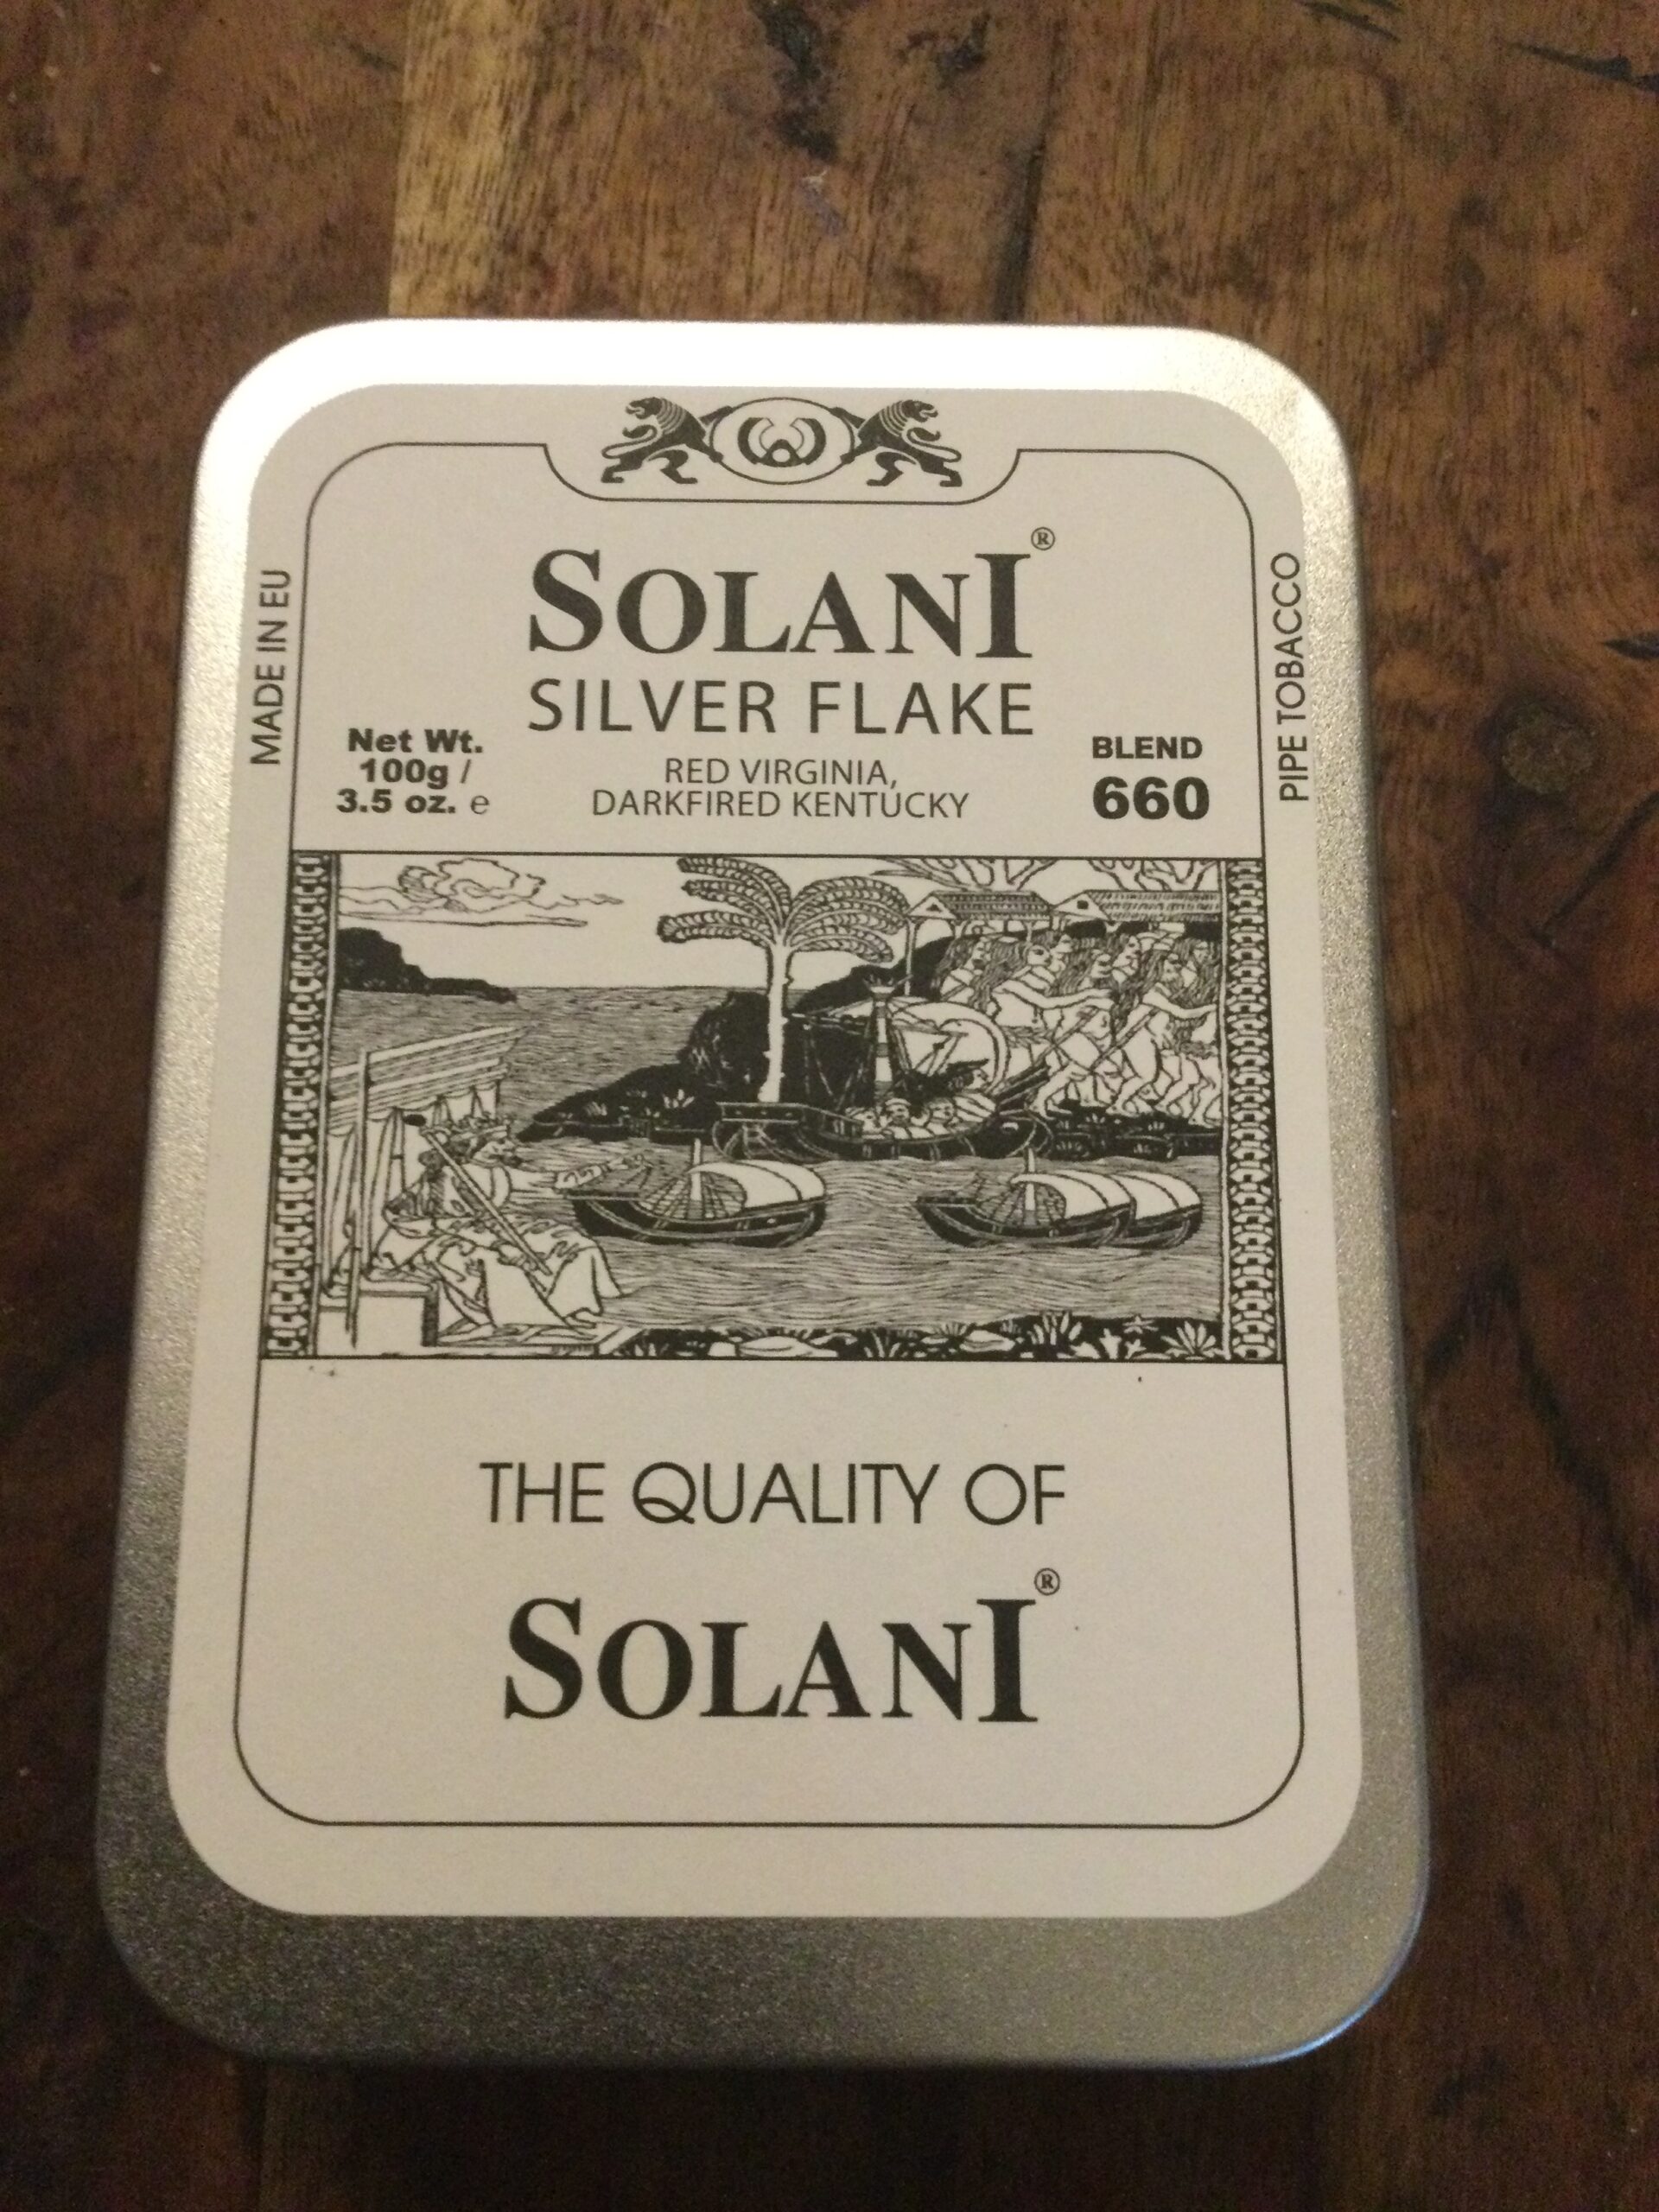 MADE IN EU
SOLANI®
SILVER FLAKE
Net Wt.
100g /
3.5 oz. e
RED VIRGINIA,
DARKFIRED KENTUCKY
BLEND
660
PIPE TOBACCO
THE QUALITY OF
SOLANI®